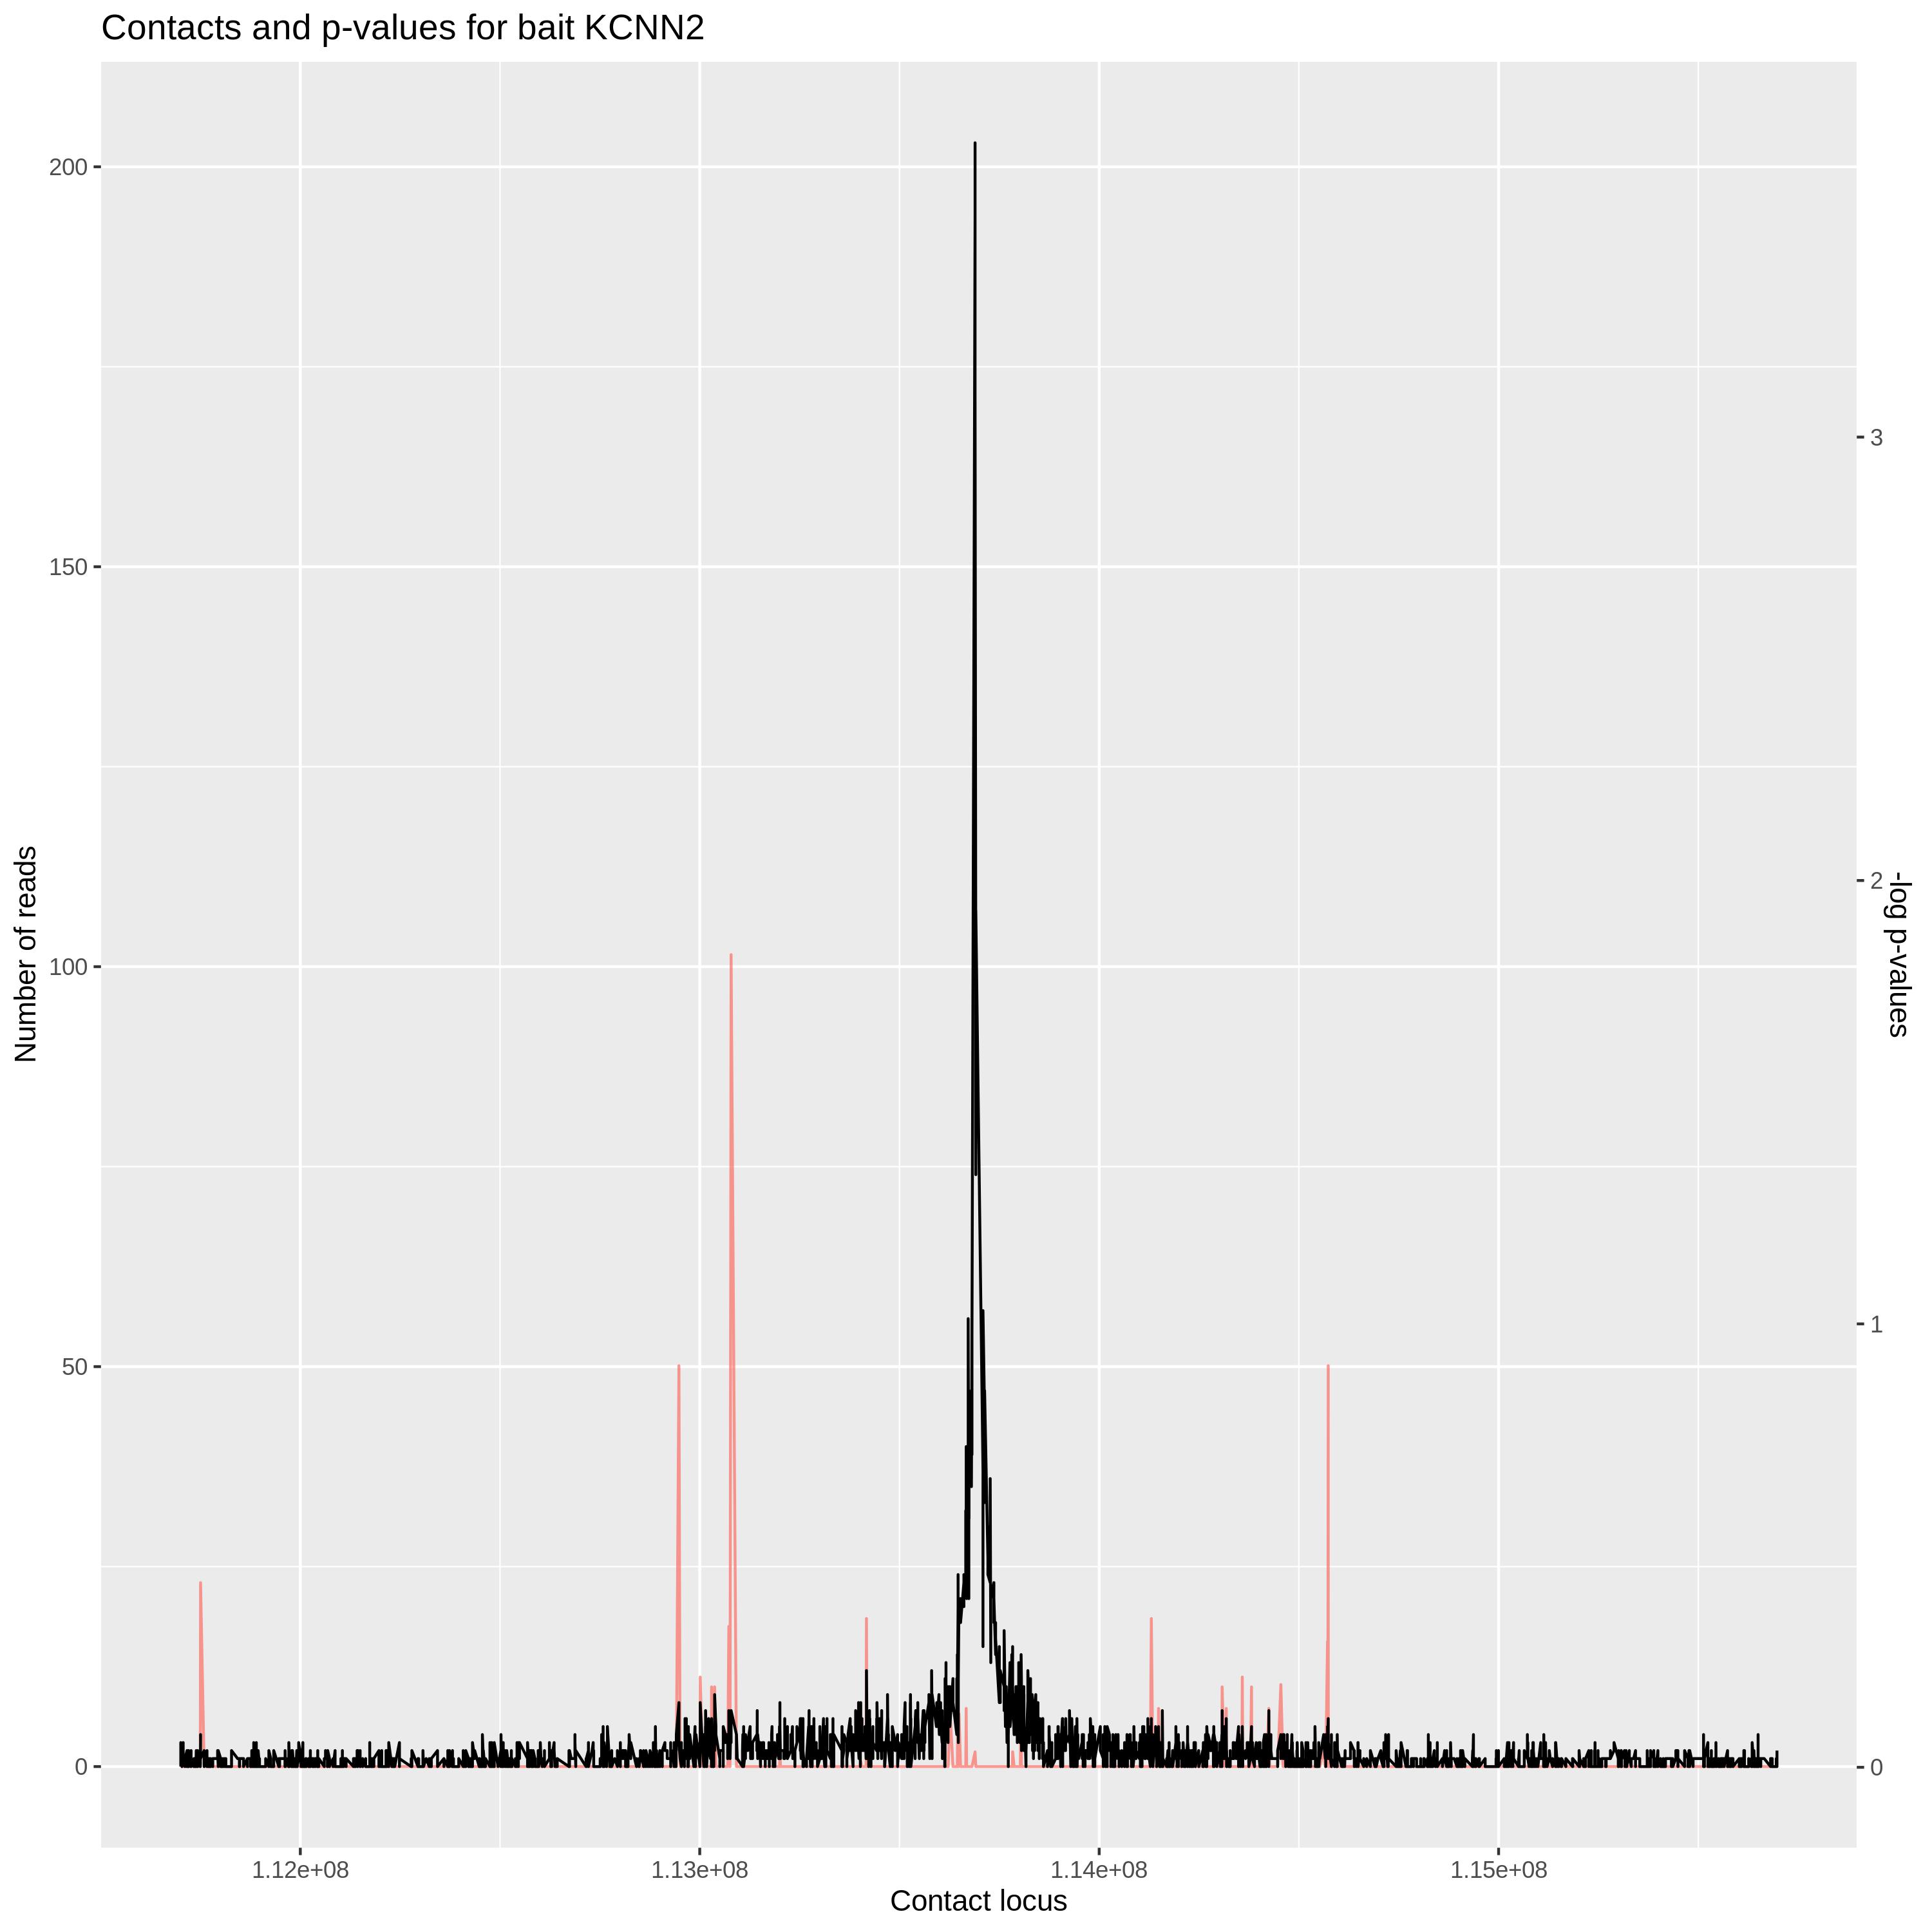 Contacts and p-values for bait KCNN2
200
150
100
50
0
Number of reads
3
2
1
0
-log p-values
1.12e+08
1.13e+08
1.14e+08
1.15e+08
Contact locus